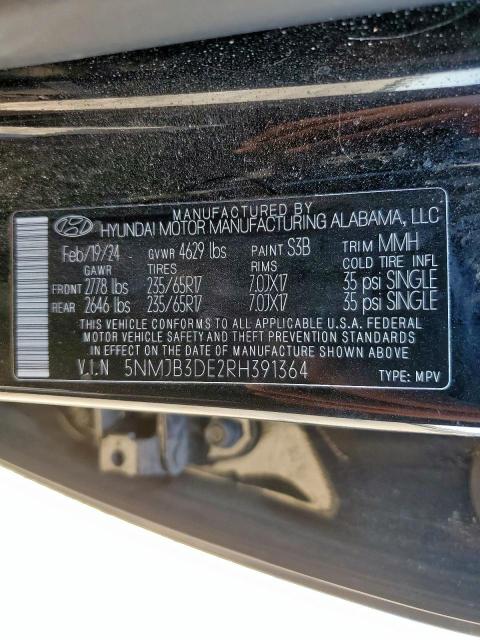 MANUFACTURED BY
HYUNDAI MOTOR MANUFACTURING ALABAMA, LLC
Feb/19/24 GVWR 4629 lbs PAINT S3B TRIM MMH
GAWR TIRES RIMS COLD TIRE INFL
FRONT 2778 lbs 235/65R17 7.0JX17 35 psi SINGLE
REAR 2646 lbs 235/65R17 7.0JX17 35 psi SINGLE
THIS VEHICLE CONFORMS TO ALL APPLICABLE U.S.A. FEDERAL
MOTOR VEHICLE SAFETY AND THEFT PREVENTION STANDARDS
IN EFFECT ON THE DATE OF MANUFACTURE SHOWN ABOVE.
V.I.N 5NMJB3DE2RH391364 TYPE: MPV